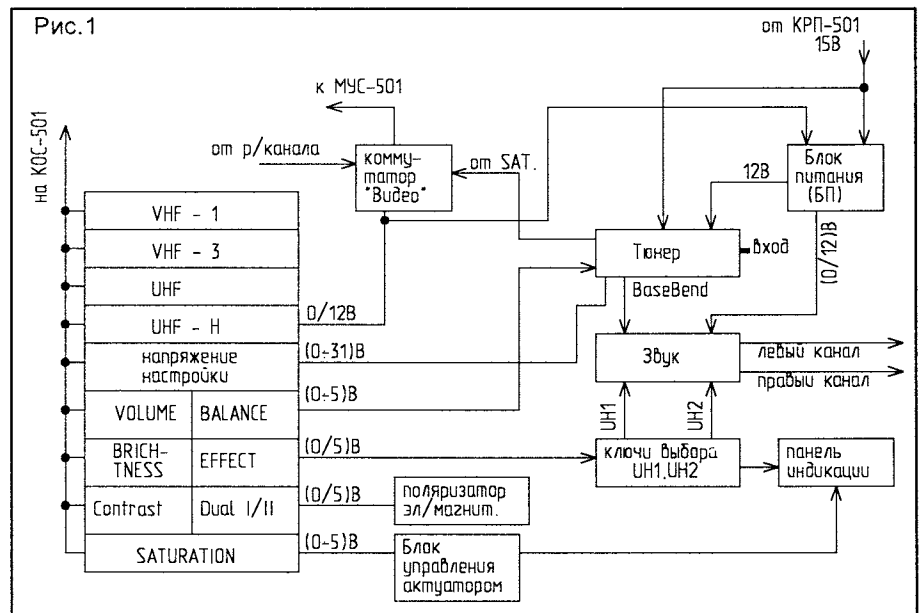 Рис.1
от КРП-501
15В
к МУС-501
на КОС-501
от р/канала
комму-
татор
"Видео"
от SAT.
Блок
питания
(БП)
12В
(0/12)В
VHF - 1
VHF - 3
UHF
UHF - H
0/12В
Тюнер
вход
BaseBend
напряжение
настройки
(0÷31)В
Звук
левый канал
правый канал
VOLUME
BALANCE
(0÷5)В
UH1
UH2
BRICH-
TNESS
EFFECT
(0/5)В
ключи выбора
UH1.UH2
панель
индикации
Contrast
Dual I/II
(0/5)В
поляризатор
эл/магнит.
SATURATION
(0÷5)В
Блок
управления
актуатором